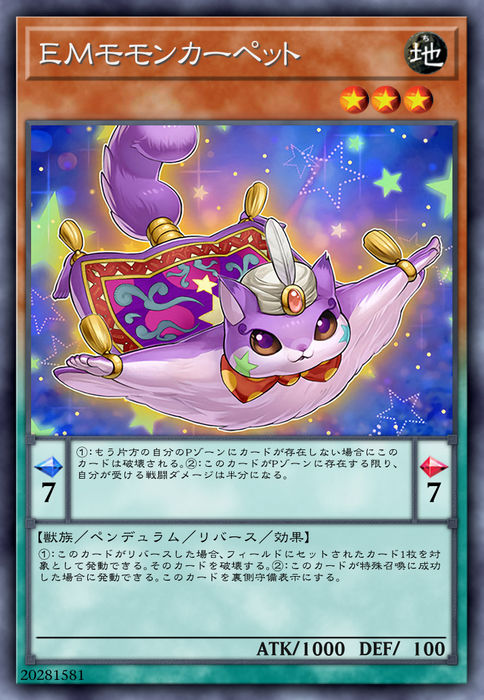 EMモモンカーペット
ち
地
①:もう片方の自分のPゾーンにカードが存在しない場合にこの
カードは破壊される。②:このカードがPゾーンに存在する限り、
自分が受ける戦闘ダメージは半分になる。
7
7
【獣族／ペンデュラム／リバース／効果】
①:このカードがリバースした場合、フィールドにセットされたカード1枚を対
象として発動できる。そのカードを破壊する。②:このカードが特殊召喚に成功
した場合に発動できる。このカードを裏側守備表示にする。
ATK/1000 DEF/ 100
20281581